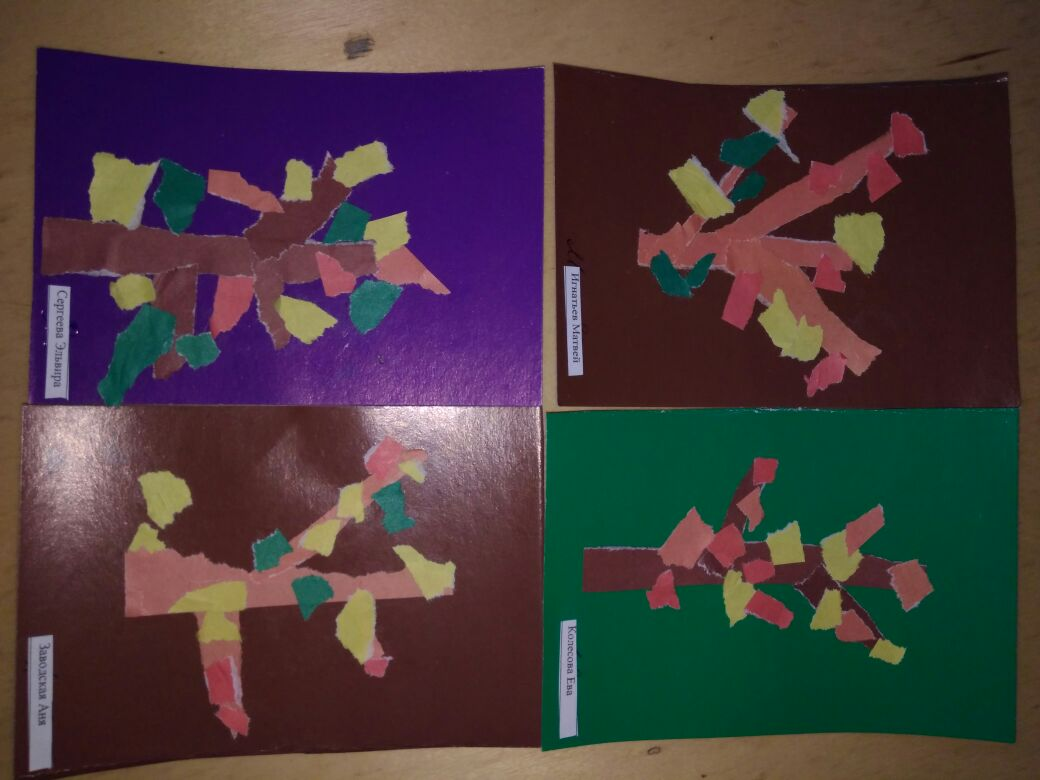 Сергеева Эльвира
Игнатьев Матвей
Заводская Аня
Колесова Ева